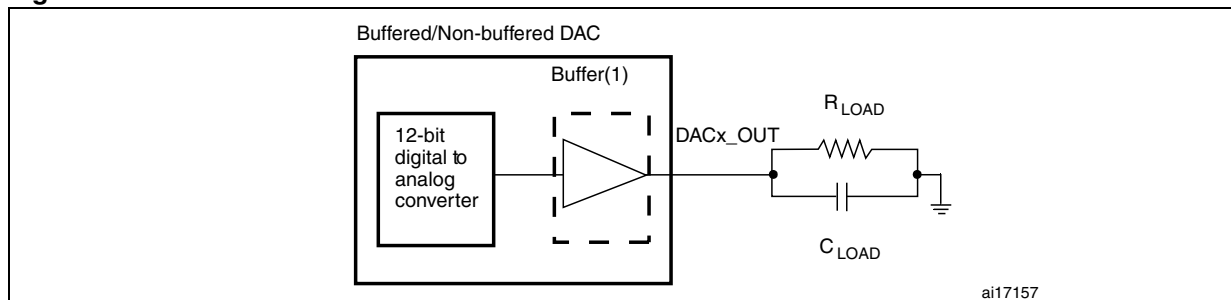 Buffered/Non-buffered DAC
Buffer(1)
12-bit
digital to
analog
converter
DACx_OUT
R LOAD
C LOAD
ai17157